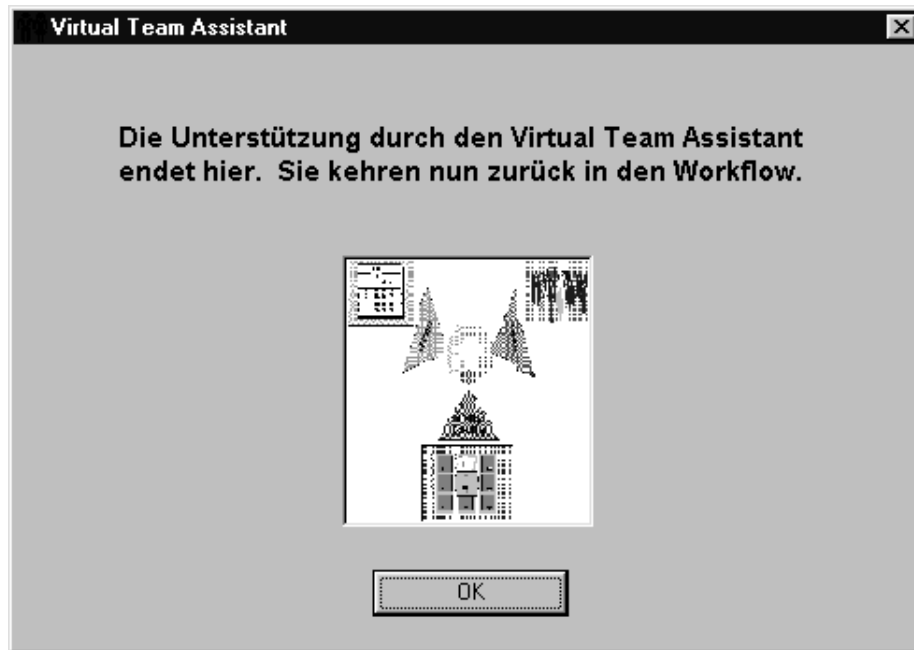 Virtual Team Assistant
Die Unterstützung durch den Virtual Team Assistant
endet hier.  Sie kehren nun zurück in den Workflow.
OK